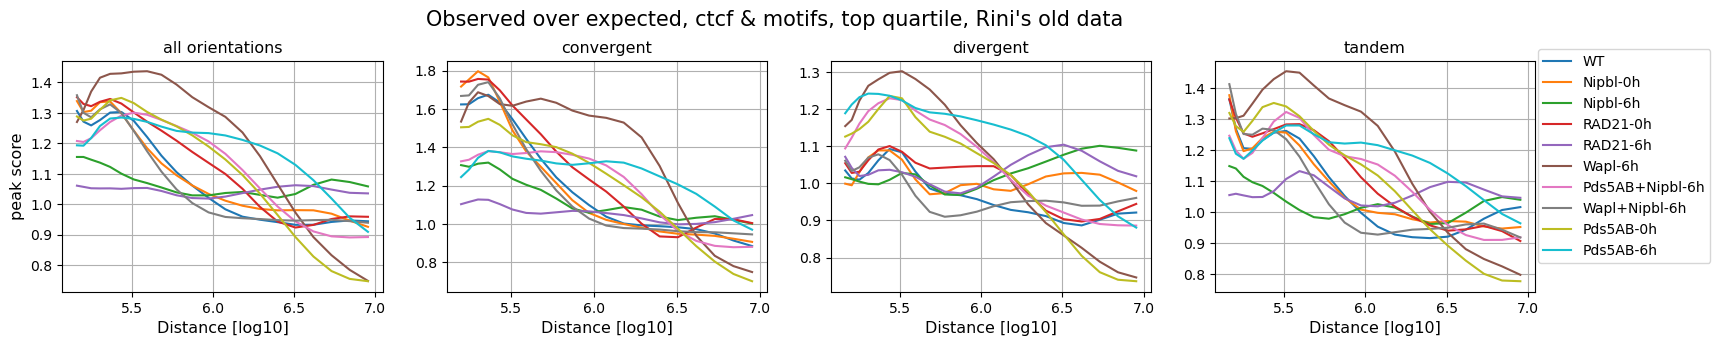 Observed over expected, ctcf & motifs, top quartile, Rini's old data
all orientations
peak score
1.4
1.3
1.2
1.1
1.0
0.9
0.8
5.5 6.0 6.5 7.0
Distance [log10]
convergent
1.8
1.6
1.4
1.2
1.0
0.8
5.5 6.0 6.5 7.0
Distance [log10]
divergent
1.3
1.2
1.1
1.0
0.9
0.8
5.5 6.0 6.5 7.0
Distance [log10]
tandem
1.4
1.3
1.2
1.1
1.0
0.9
0.8
5.5 6.0 6.5 7.0
Distance [log10]
WT
Nipbl-0h
Nipbl-6h
RAD21-0h
RAD21-6h
Wapl-6h
Pds5AB+Nipbl-6h
Wapl+Nipbl-6h
Pds5AB-0h
Pds5AB-6h